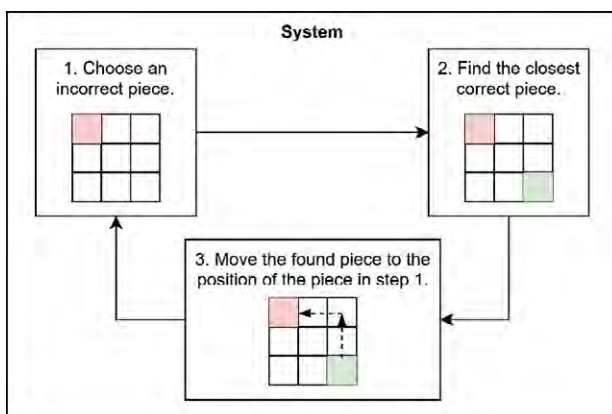 System
1. Choose an
incorrect piece.
2. Find the closest
correct piece.
3. Move the found piece to the
position of the piece in step 1.